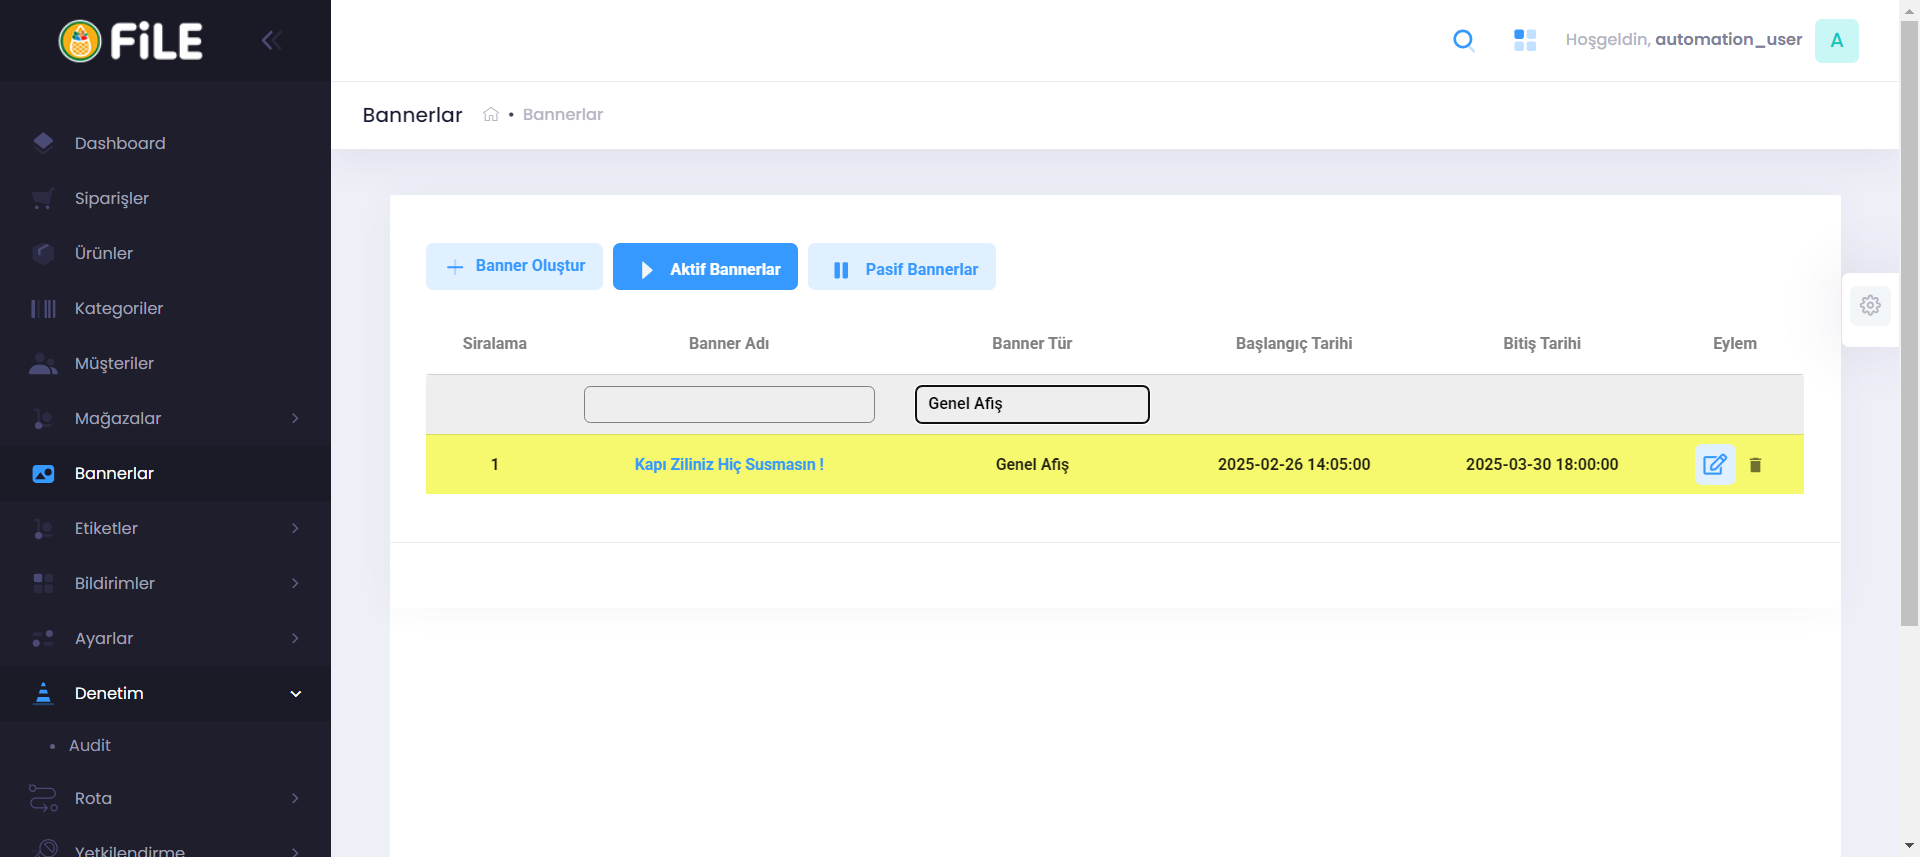 FiLE
Hoşgeldin, automation_user
A
Bannerlar
Bannerlar
Dashboard
Siparişler
Ürünler
Kategoriler
Müşteriler
Mağazalar
Bannerlar
Etiketler
Bildirimler
Ayarlar
Denetim
Audit
Rota
Yetkilendirme
Banner Oluştur
Aktif Bannerlar
Pasif Bannerlar
Siralama Banner Adı Banner Tür Başlangıç Tarihi Bitiş Tarihi Eylem
Genel Afiş
1 Kapı Ziliniz Hiç Susmasın ! Genel Afiş 2025-02-26 14:05:00 2025-03-30 18:00:00